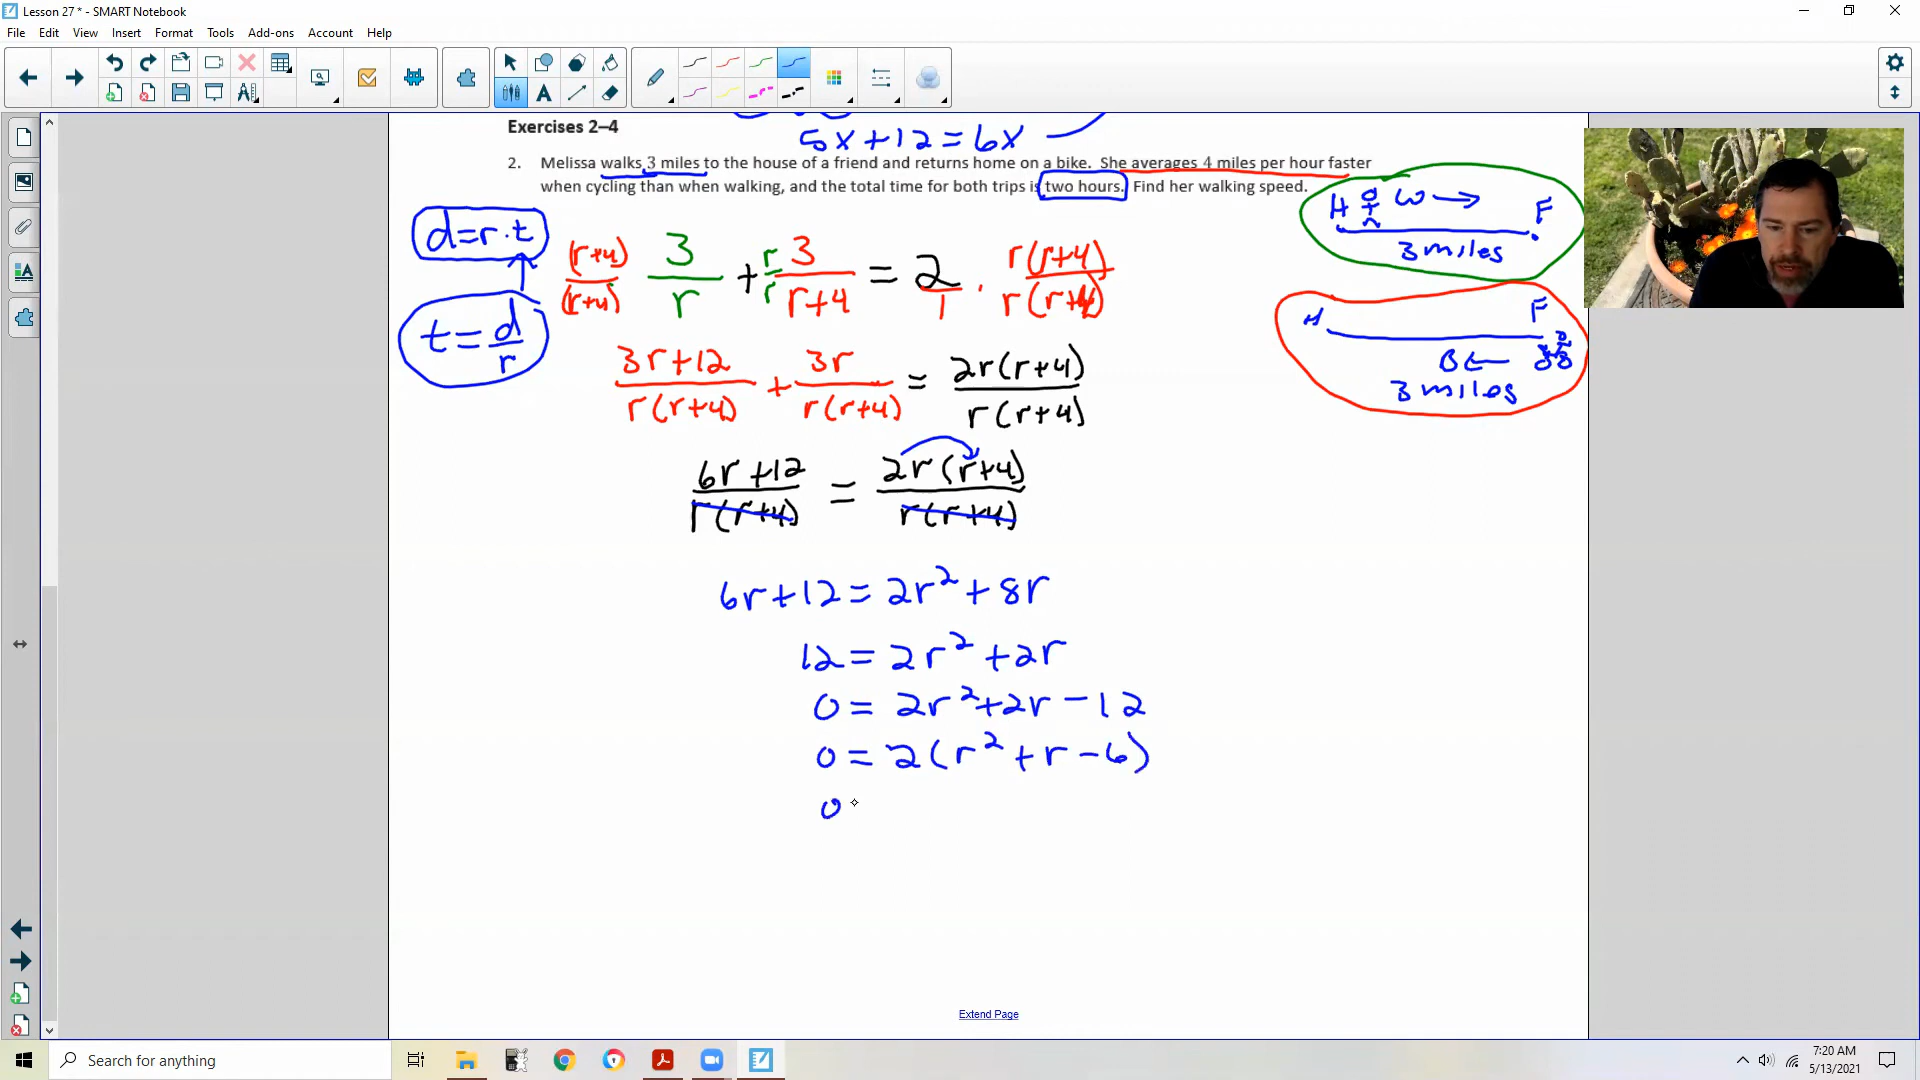 Lesson 27 * - SMART Notebook
File Edit View Insert Format Tools Add-ons Account Help
5x+12=6x
Exercises 2–4
2. Melissa walks 3 miles to the house of a friend and returns home on a bike. She averages 4 miles per hour faster
when cycling than when walking, and the total time for both trips is two hours. Find her walking speed.
d=r·t
t=d/r
(r+4)/(r+4) 3/r + r/r 3/(r+4) = 2/1 · r(r+4)/r(r+4)
H W → F
3 miles
H F
B ←
3 miles
(3r+12)/r(r+4) + 3r/r(r+4) = 2r(r+4)/r(r+4)
(6r+12)/r(r+4) = 2r(r+4)/r(r+4)
6r+12=2r²+8r
12=2r²+2r
0=2r²+2r-12
0=2(r²+r-6)
0
Extend Page
Search for anything
7:20 AM
5/13/2021